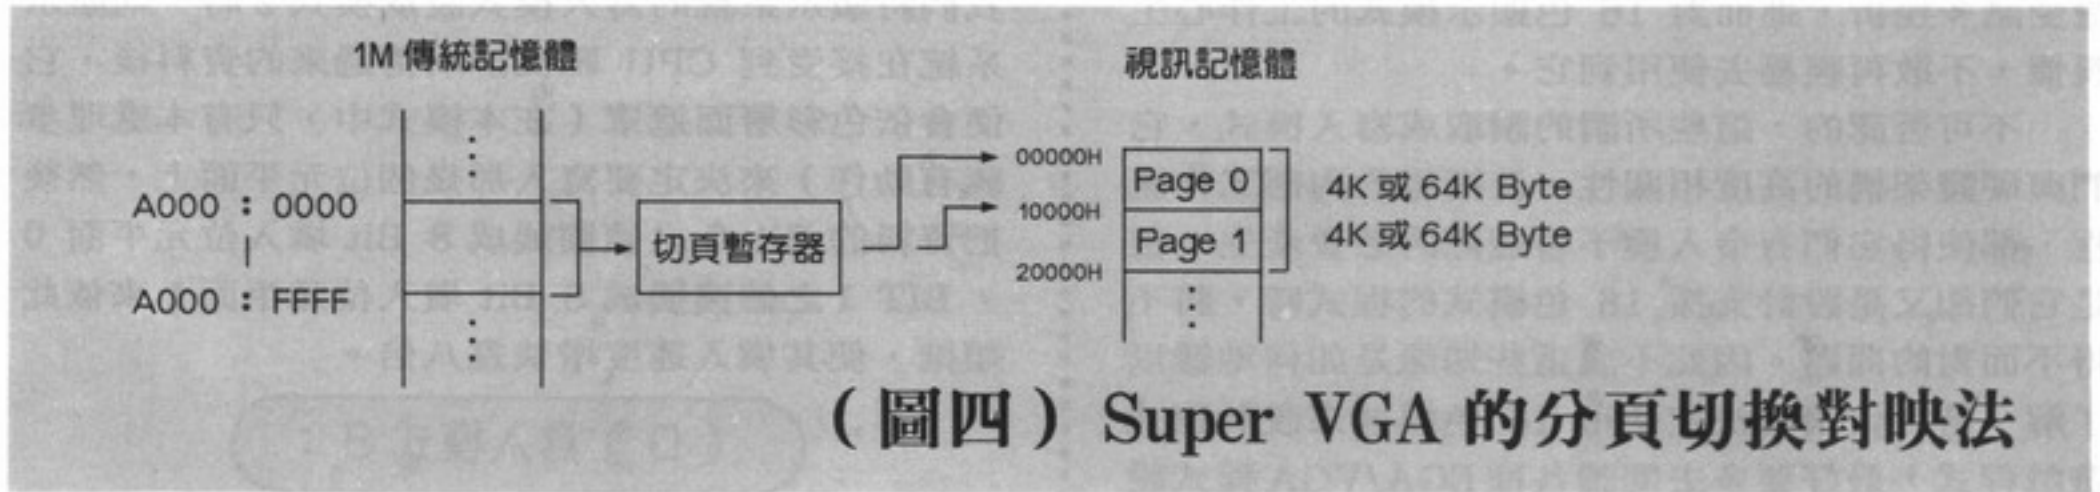 1M 傳統記憶體
視訊記憶體
A000：0000
A000：FFFF
切頁暫存器
00000H
10000H
20000H
Page 0
Page 1
4K 或 64K Byte
4K 或 64K Byte
（圖四）Super VGA 的分頁切換對映法